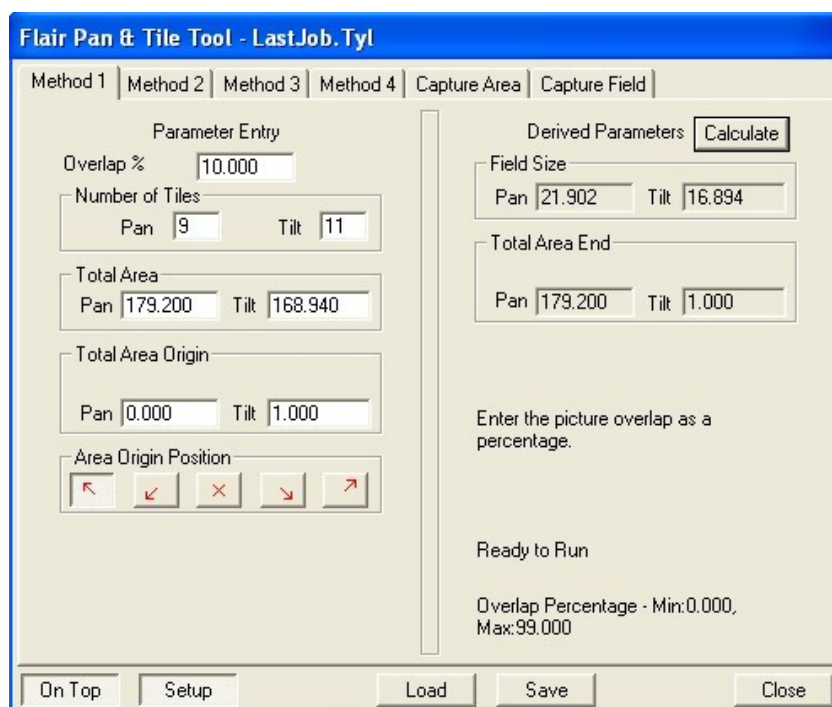 Flair Pan & Tile Tool - LastJob.Tyl
Method 1 Method 2 Method 3 Method 4 Capture Area Capture Field
Parameter Entry
Overlap % 10.000
Number of Tiles
Pan 9 Tilt 11
Total Area
Pan 179.200 Tilt 168.940
Total Area Origin
Pan 0.000 Tilt 1.000
Area Origin Position
Derived Parameters Calculate
Field Size
Pan 21.902 Tilt 16.894
Total Area End
Pan 179.200 Tilt 1.000
Enter the picture overlap as a
percentage.
Ready to Run
Overlap Percentage - Min:0.000,
Max:99.000
On Top Setup Load Save Close